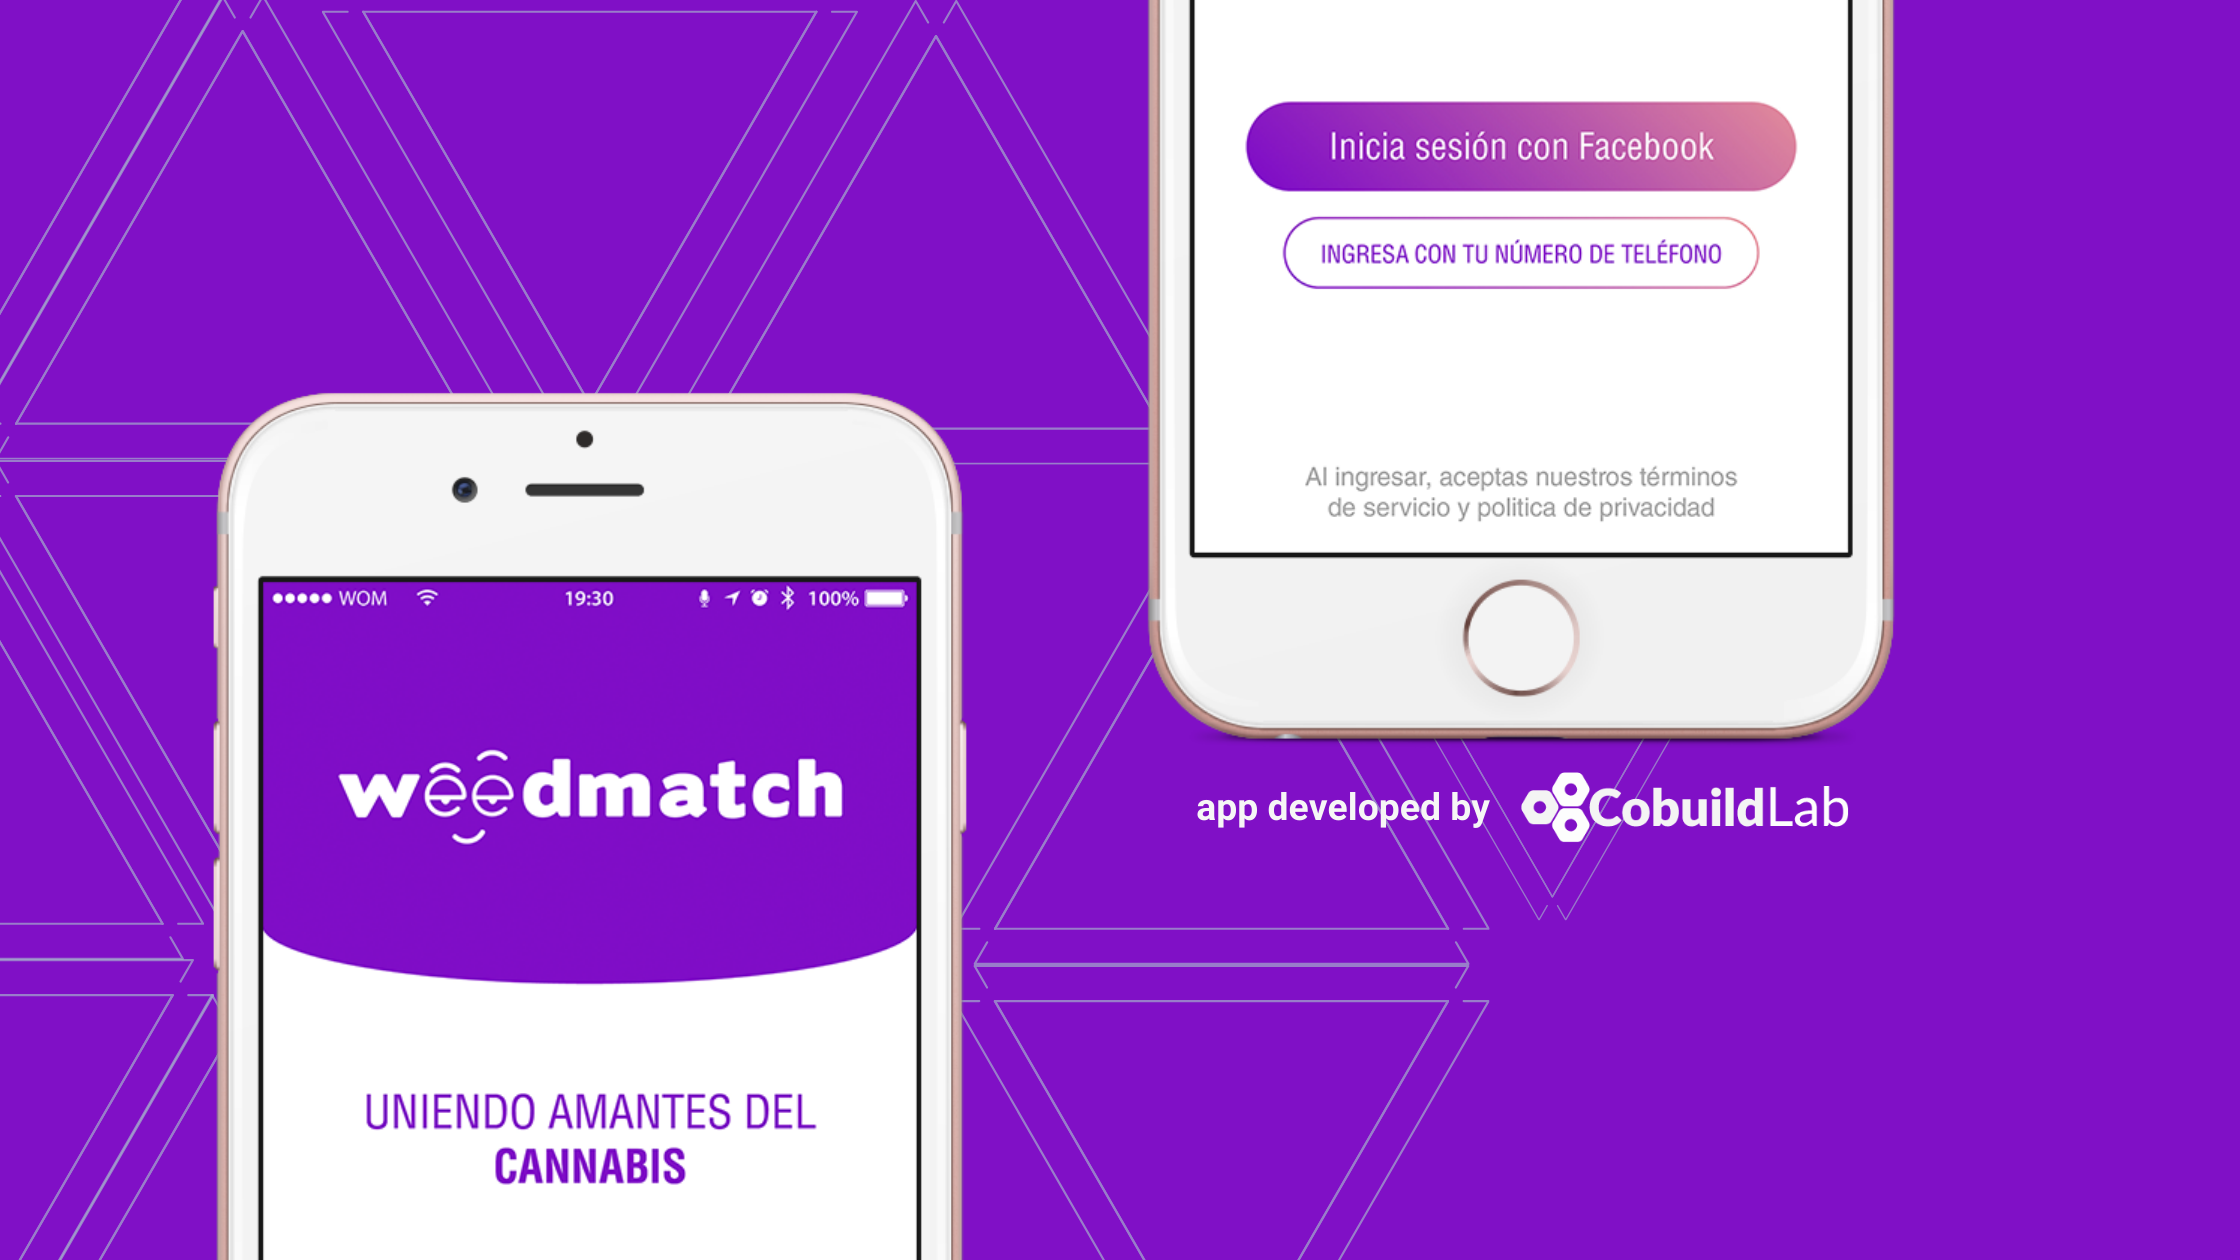 Inicia sesión con Facebook
INGRESA CON TU NÚMERO DE TELÉFONO
Al ingresar, aceptas nuestros términos
de servicio y politica de privacidad
app developed by CobuildLab
WOM 19:30 100%
weedmatch
UNIENDO AMANTES DEL
CANNABIS